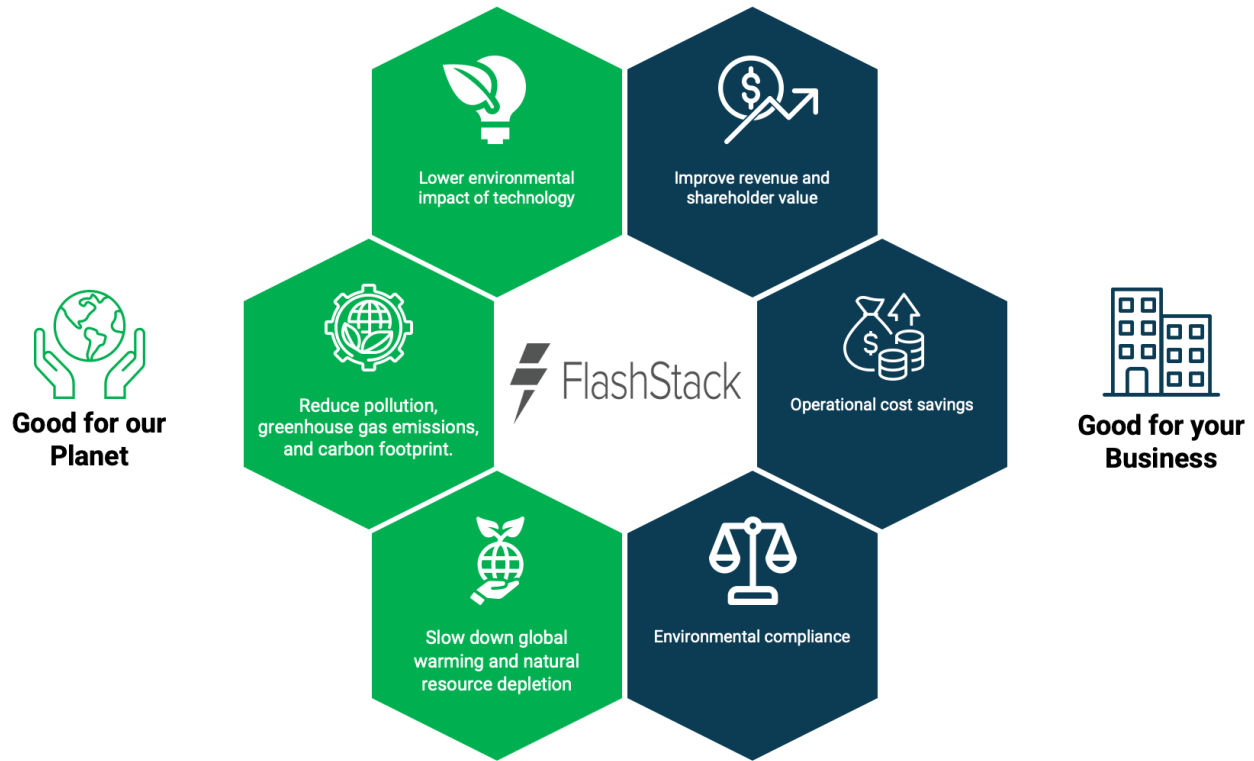 Lower environmental
impact of technology
Improve revenue and
shareholder value
Good for our
Planet
Reduce pollution,
greenhouse gas emissions,
and carbon footprint.
FlashStack
Operational cost savings
Good for your
Business
Slow down global
warming and natural
resource depletion
Environmental compliance